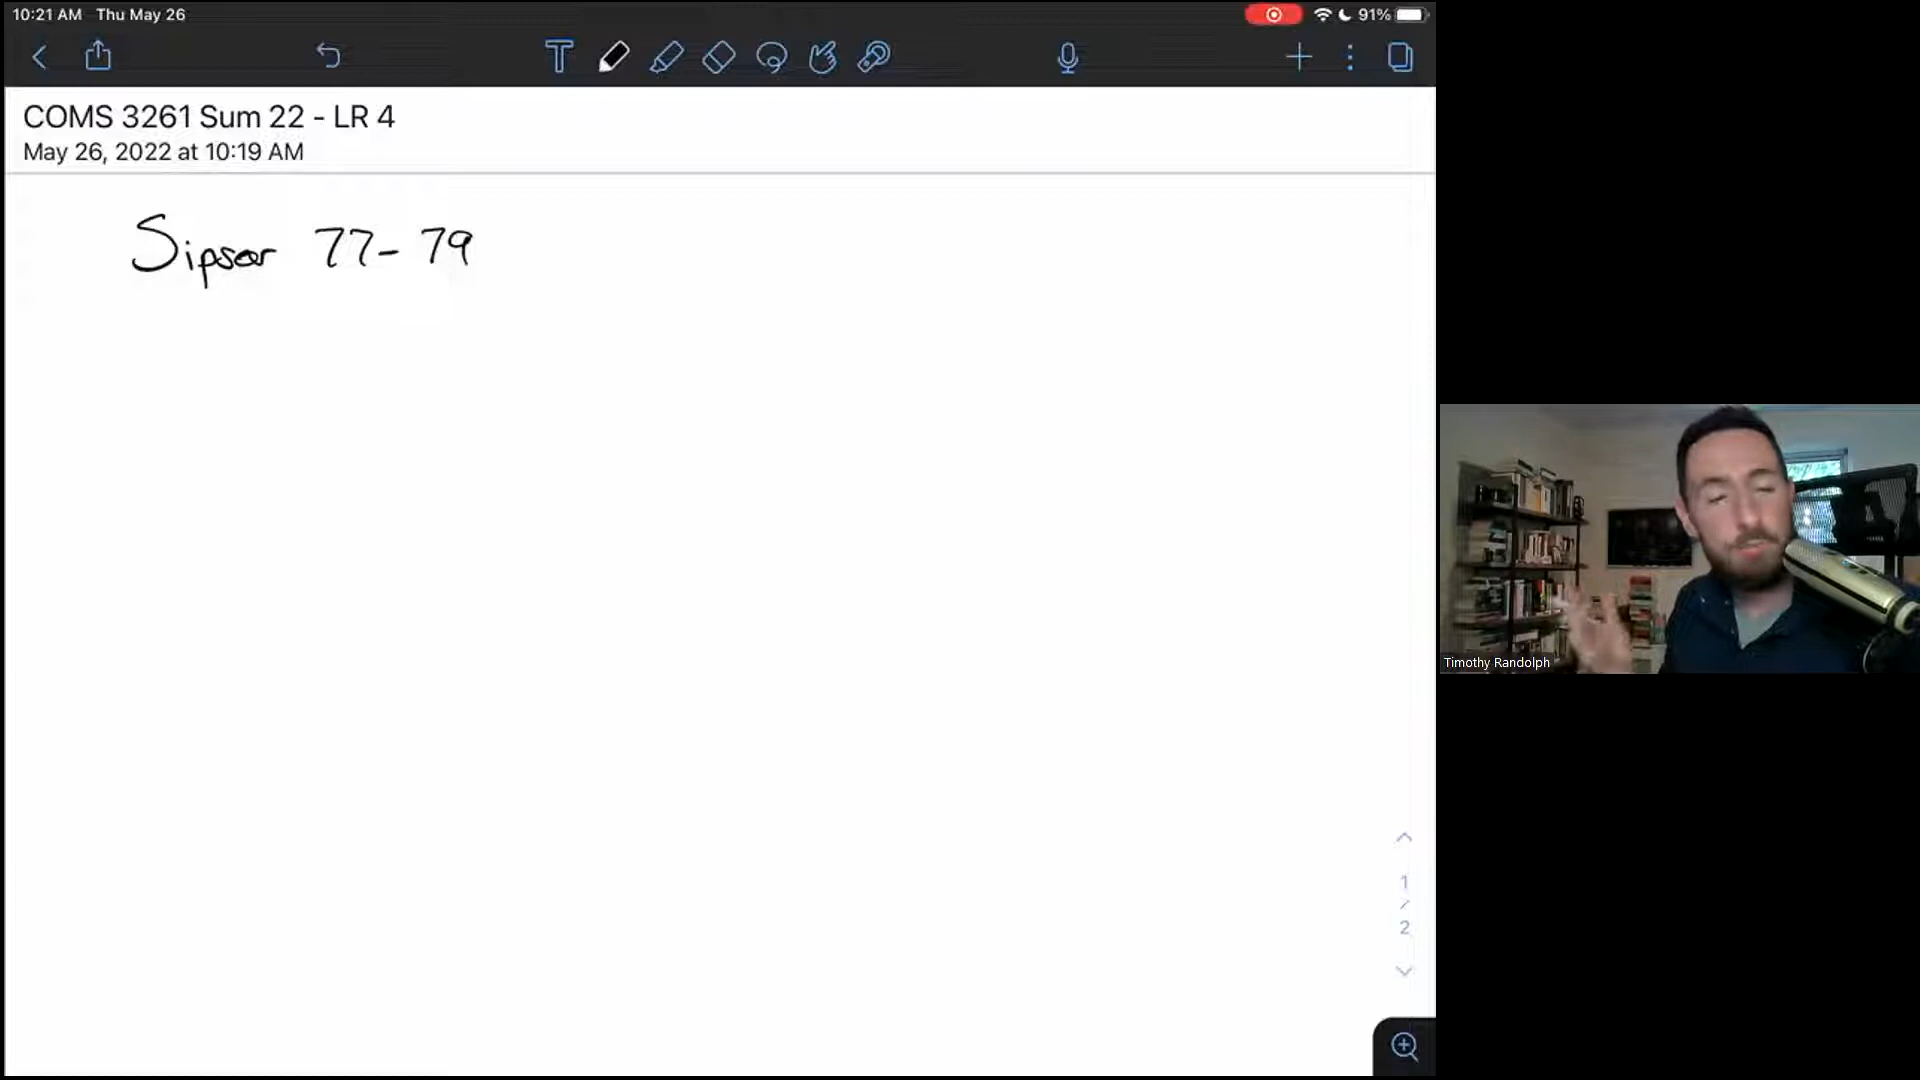 10:21 AM Thu May 26
91%
T
COMS 3261 Sum 22 - LR 4
May 26, 2022 at 10:19 AM
Sipser 77-79
1
/
2
Timothy Randolph